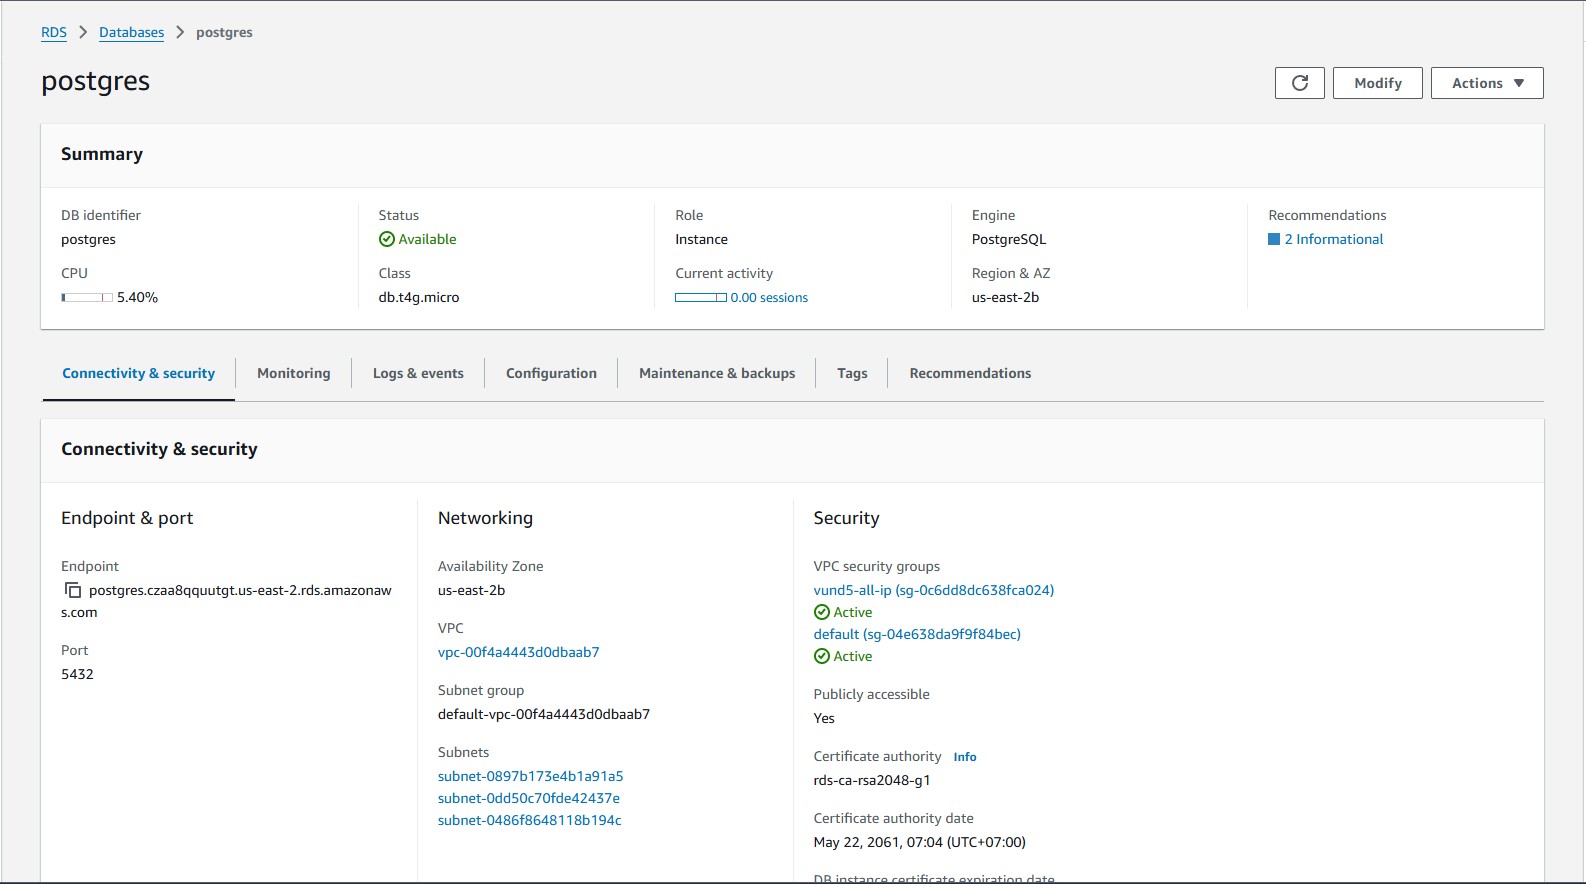 RDS > Databases > postgres
postgres
Modify
Actions
Summary
DB identifier
postgres
CPU
5.40%
Status
Available
Class
db.t4g.micro
Role
Instance
Current activity
0.00 sessions
Engine
PostgreSQL
Region & AZ
us-east-2b
Recommendations
2 Informational
Connectivity & security
Monitoring
Logs & events
Configuration
Maintenance & backups
Tags
Recommendations
Connectivity & security
Endpoint & port
Endpoint
postgres.czaa8qquutgt.us-east-2.rds.amazonaw
s.com
Port
5432
Networking
Availability Zone
us-east-2b
VPC
vpc-00f4a4443d0dbaab7
Subnet group
default-vpc-00f4a4443d0dbaab7
Subnets
subnet-0897b173e4b1a91a5
subnet-0dd50c70fde42437e
subnet-0486f8648118b194c
Security
VPC security groups
vund5-all-ip (sg-0c6dd8dc638fca024)
Active
default (sg-04e638da9f9f84bec)
Active
Publicly accessible
Yes
Certificate authority Info
rds-ca-rsa2048-g1
Certificate authority date
May 22, 2061, 07:04 (UTC+07:00)
DB instance certificate expiration date